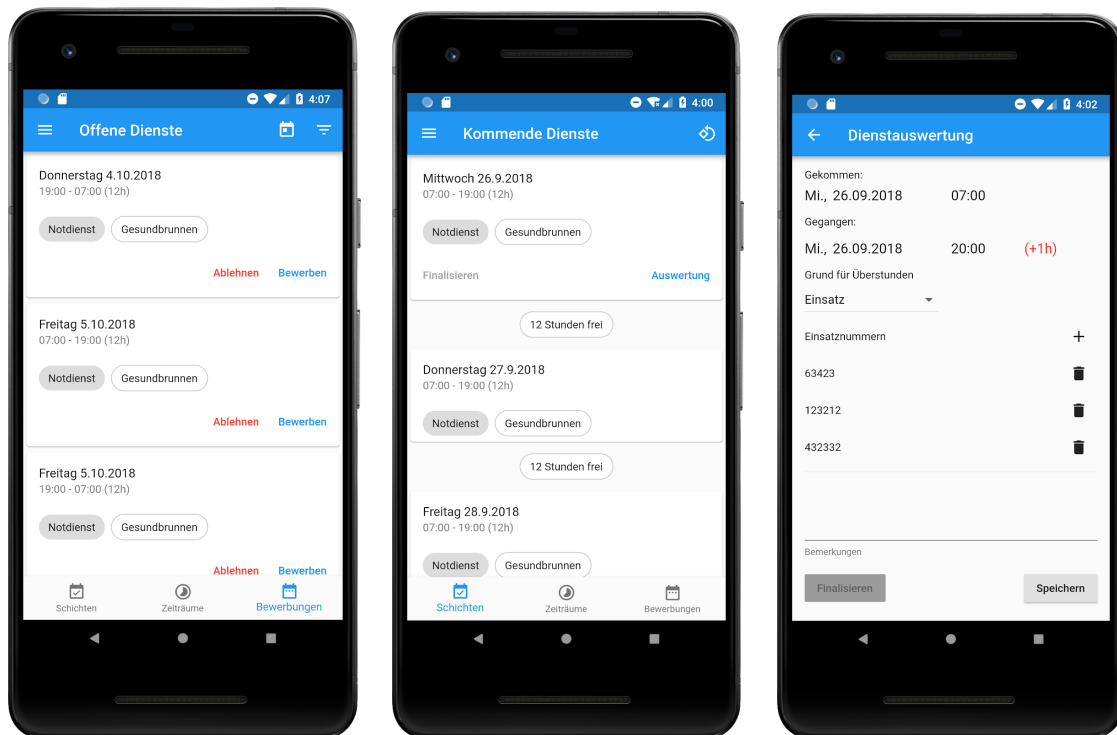 4:07
Offene Dienste
Donnerstag 4.10.2018
19:00 - 07:00 (12h)
Notdienst Gesundbrunnen
Ablehnen Bewerben
Freitag 5.10.2018
07:00 - 19:00 (12h)
Notdienst Gesundbrunnen
Ablehnen Bewerben
Freitag 5.10.2018
19:00 - 07:00 (12h)
Notdienst Gesundbrunnen
Ablehnen Bewerben
Schichten Zeiträume Bewerbungen
4:00
Kommende Dienste
Mittwoch 26.9.2018
07:00 - 19:00 (12h)
Notdienst Gesundbrunnen
Finalisieren Auswertung
12 Stunden frei
Donnerstag 27.9.2018
07:00 - 19:00 (12h)
Notdienst Gesundbrunnen
12 Stunden frei
Freitag 28.9.2018
07:00 - 19:00 (12h)
Notdienst Gesundbrunnen
Schichten Zeiträume Bewerbungen
4:02
Dienstauswertung
Gekommen:
Mi., 26.09.2018 07:00
Gegangen:
Mi., 26.09.2018 20:00 (+1h)
Grund für Überstunden
Einsatz
Einsatznummern +
63423
123212
432332
Bemerkungen
Finalisieren Speichern